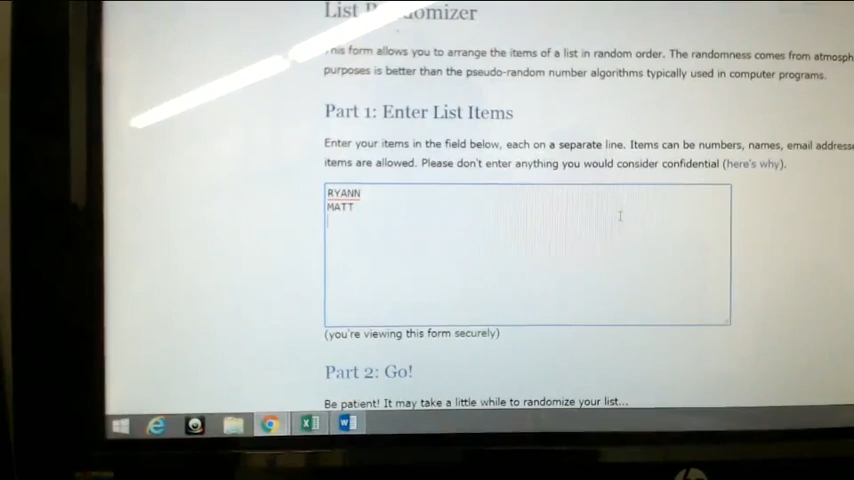 List Randomizer
This form allows you to arrange the items of a list in random order. The randomness comes from atmosph
purposes is better than the pseudo-random number algorithms typically used in computer programs.
Part 1: Enter List Items
Enter your items in the field below, each on a separate line. Items can be numbers, names, email addresse
items are allowed. Please don't enter anything you would consider confidential (here's why).
RYANN
MATT
(you're viewing this form securely)
Part 2: Go!
Be patient! It may take a little while to randomize your list...
hp